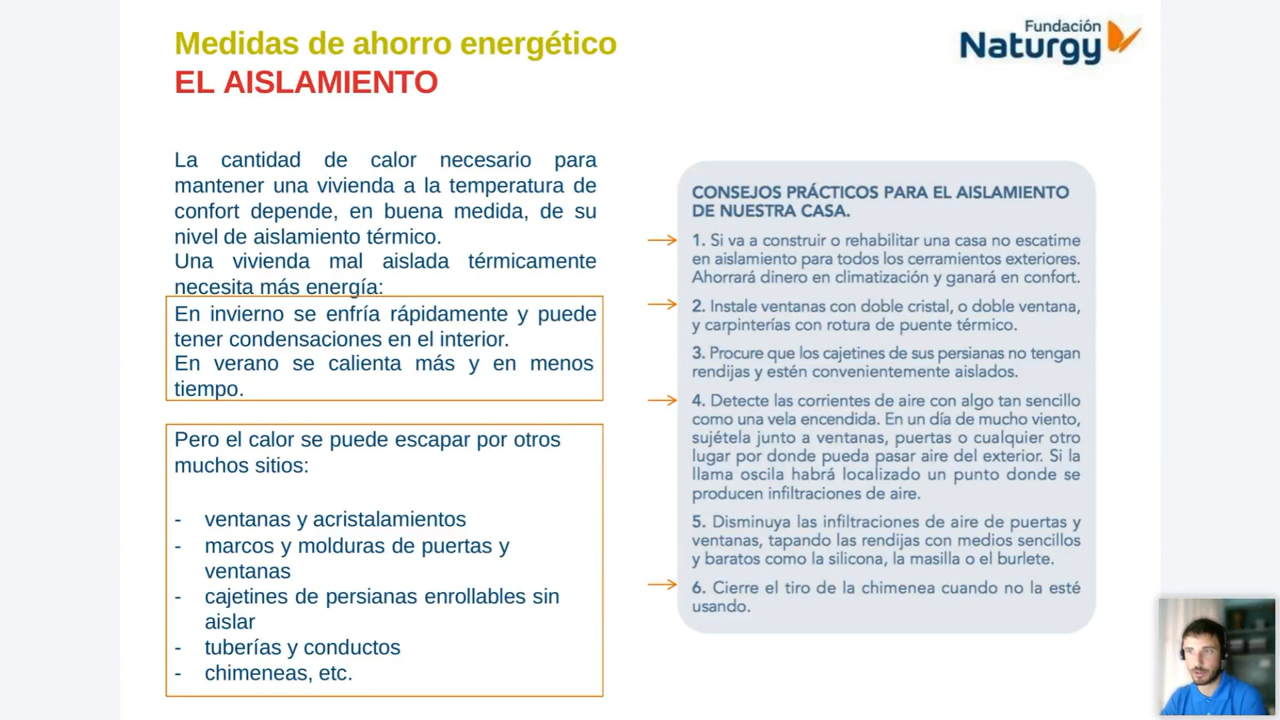 Medidas de ahorro energético
EL AISLAMIENTO
Fundación
Naturgy
La cantidad de calor necesario para
mantener una vivienda a la temperatura de
confort depende, en buena medida, de su
nivel de aislamiento térmico.
Una vivienda mal aislada térmicamente
necesita más energía:
En invierno se enfría rápidamente y puede
tener condensaciones en el interior.
En verano se calienta más y en menos
tiempo.
Pero el calor se puede escapar por otros
muchos sitios:
- ventanas y acristalamientos
- marcos y molduras de puertas y
ventanas
- cajetines de persianas enrollables sin
aislar
- tuberías y conductos
- chimeneas, etc.
CONSEJOS PRÁCTICOS PARA EL AISLAMIENTO
DE NUESTRA CASA.
1. Si va a construir o rehabilitar una casa no escatime
en aislamiento para todos los cerramientos exteriores.
Ahorrará dinero en climatización y ganará en confort.
2. Instale ventanas con doble cristal, o doble ventana,
y carpinterías con rotura de puente térmico.
3. Procure que los cajetines de sus persianas no tengan
rendijas y estén convenientemente aislados.
4. Detecte las corrientes de aire con algo tan sencillo
como una vela encendida. En un día de mucho viento,
sujétela junto a ventanas, puertas o cualquier otro
lugar por donde pueda pasar aire del exterior. Si la
llama oscila habrá localizado un punto donde se
producen infiltraciones de aire.
5. Disminuya las infiltraciones de aire de puertas y
ventanas, tapando las rendijas con medios sencillos
y baratos como la silicona, la masilla o el burlete.
6. Cierre el tiro de la chimenea cuando no la esté
usando.